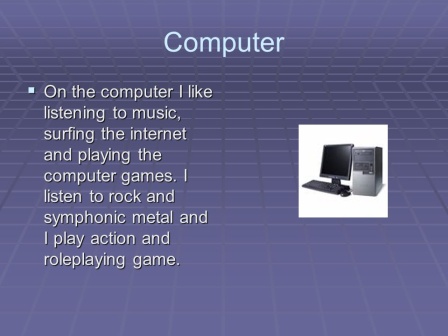 Computer
On the computer I like
listening to music,
surfing the internet
and playing the
computer games. I
listen to rock and
symphonic metal and
I play action and
roleplaying game.